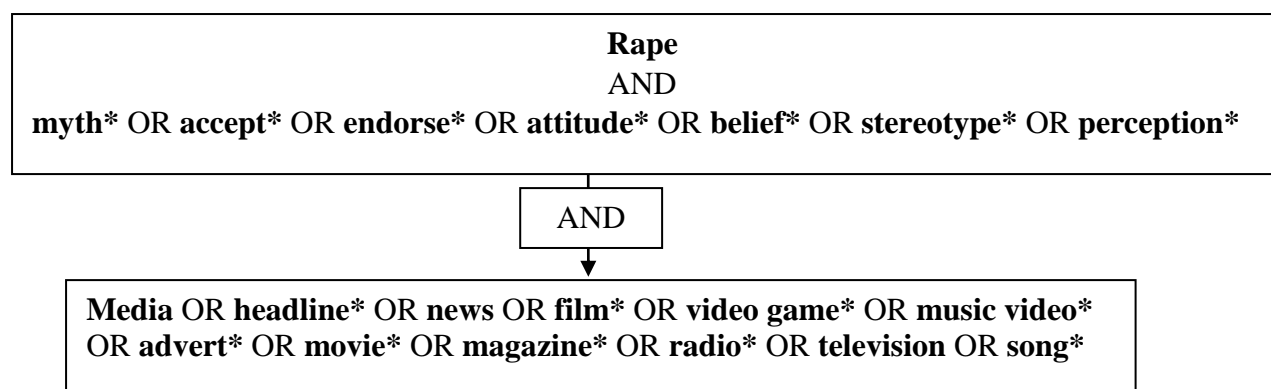 Rape
AND
myth* OR accept* OR endorse* OR attitude* OR belief* OR stereotype* OR perception*
AND
Media OR headline* OR news OR film* OR video game* OR music video*
OR advert* OR movie* OR magazine* OR radio* OR television OR song*